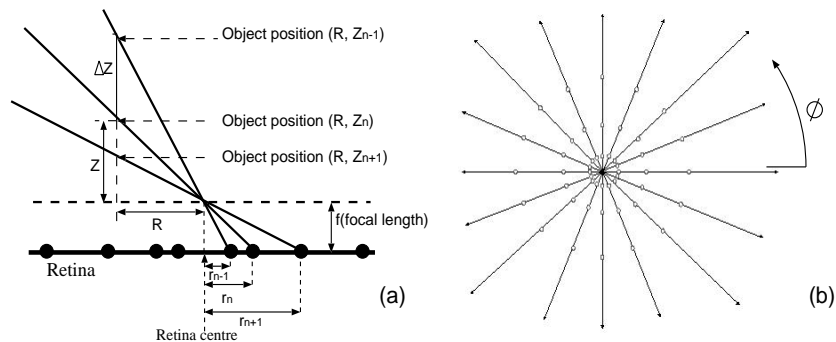 Object position (R, Zn-1)
ΔZ
Object position (R, Zn)
Z
Object position (R, Zn+1)
R
f(focal length)
Retina
rn-1
rn
rn+1
Retina centre
(a)
Ø
(b)